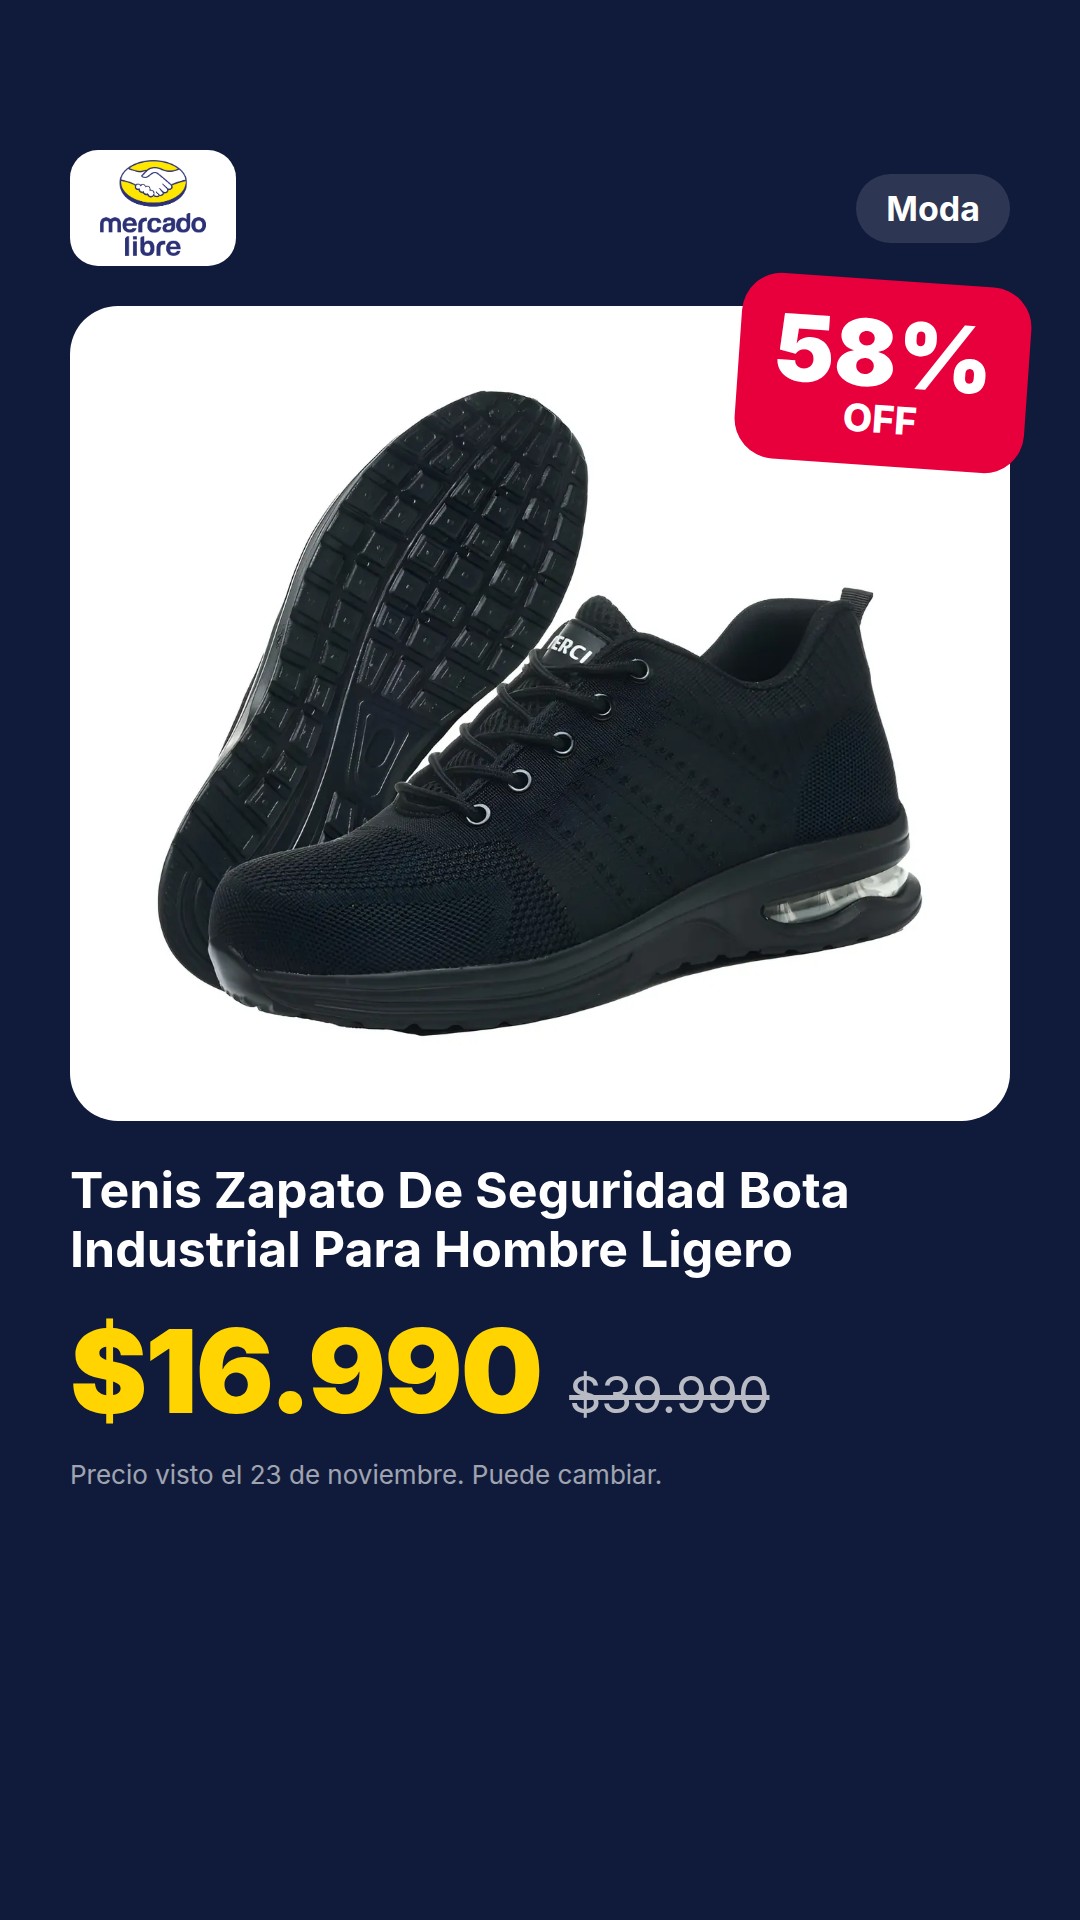 mercado
libre
Moda
58%
OFF
ERCI
Tenis Zapato De Seguridad Bota
Industrial Para Hombre Ligero
$16.990 $39.990
Precio visto el 23 de noviembre. Puede cambiar.